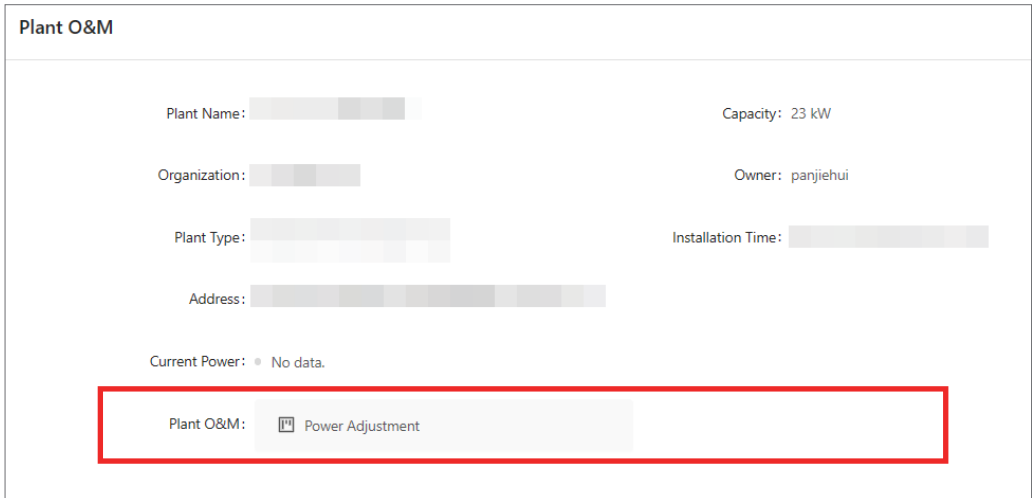 Plant O&M
Plant Name:
Capacity: 23 kW
Organization:
Owner: panjiehui
Plant Type:
Installation Time:
Address:
Current Power: No data.
Plant O&M: Power Adjustment